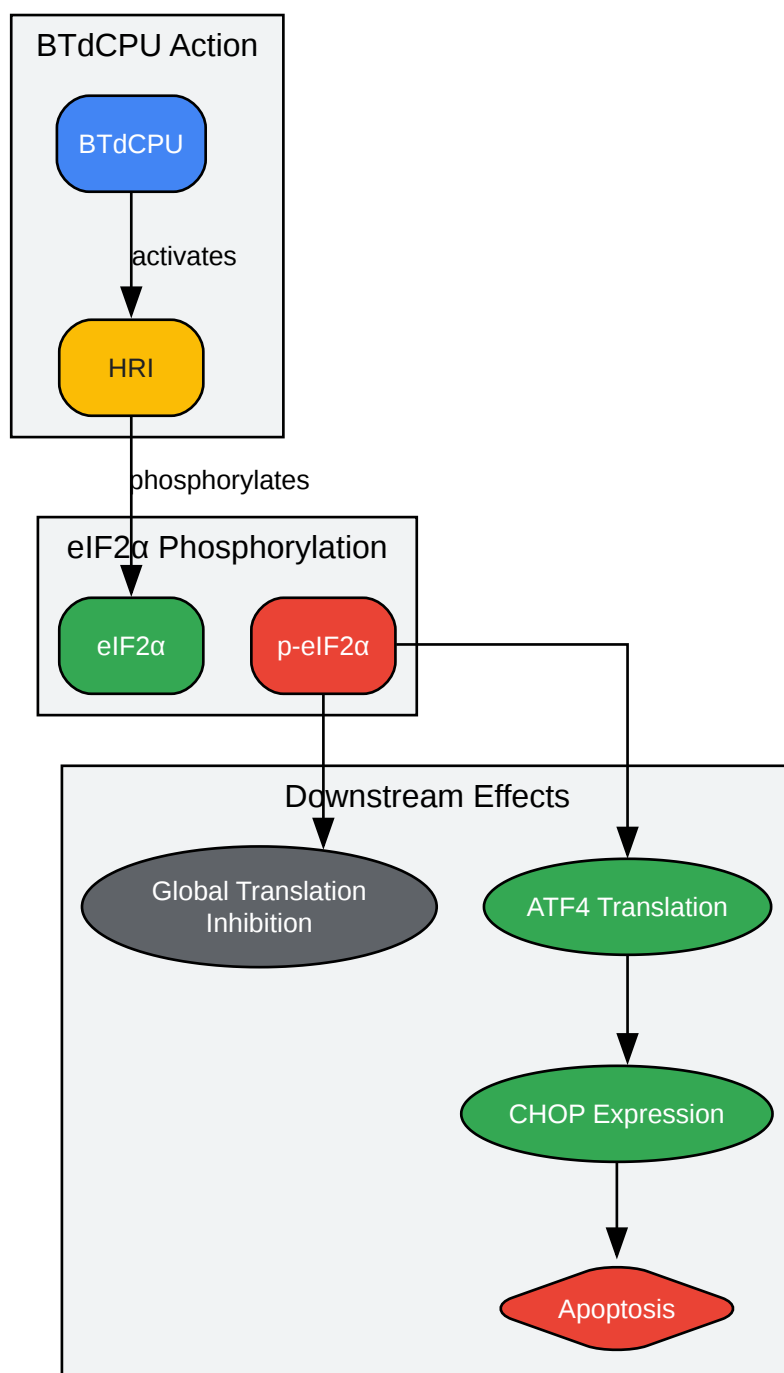 BTdCPU Action
BTdCPU
activates
HRI
phosphorylates
eIF2α Phosphorylation
eIF2α
p-eIF2α
Downstream Effects
Global Translation
Inhibition
ATF4 Translation
CHOP Expression
Apoptosis